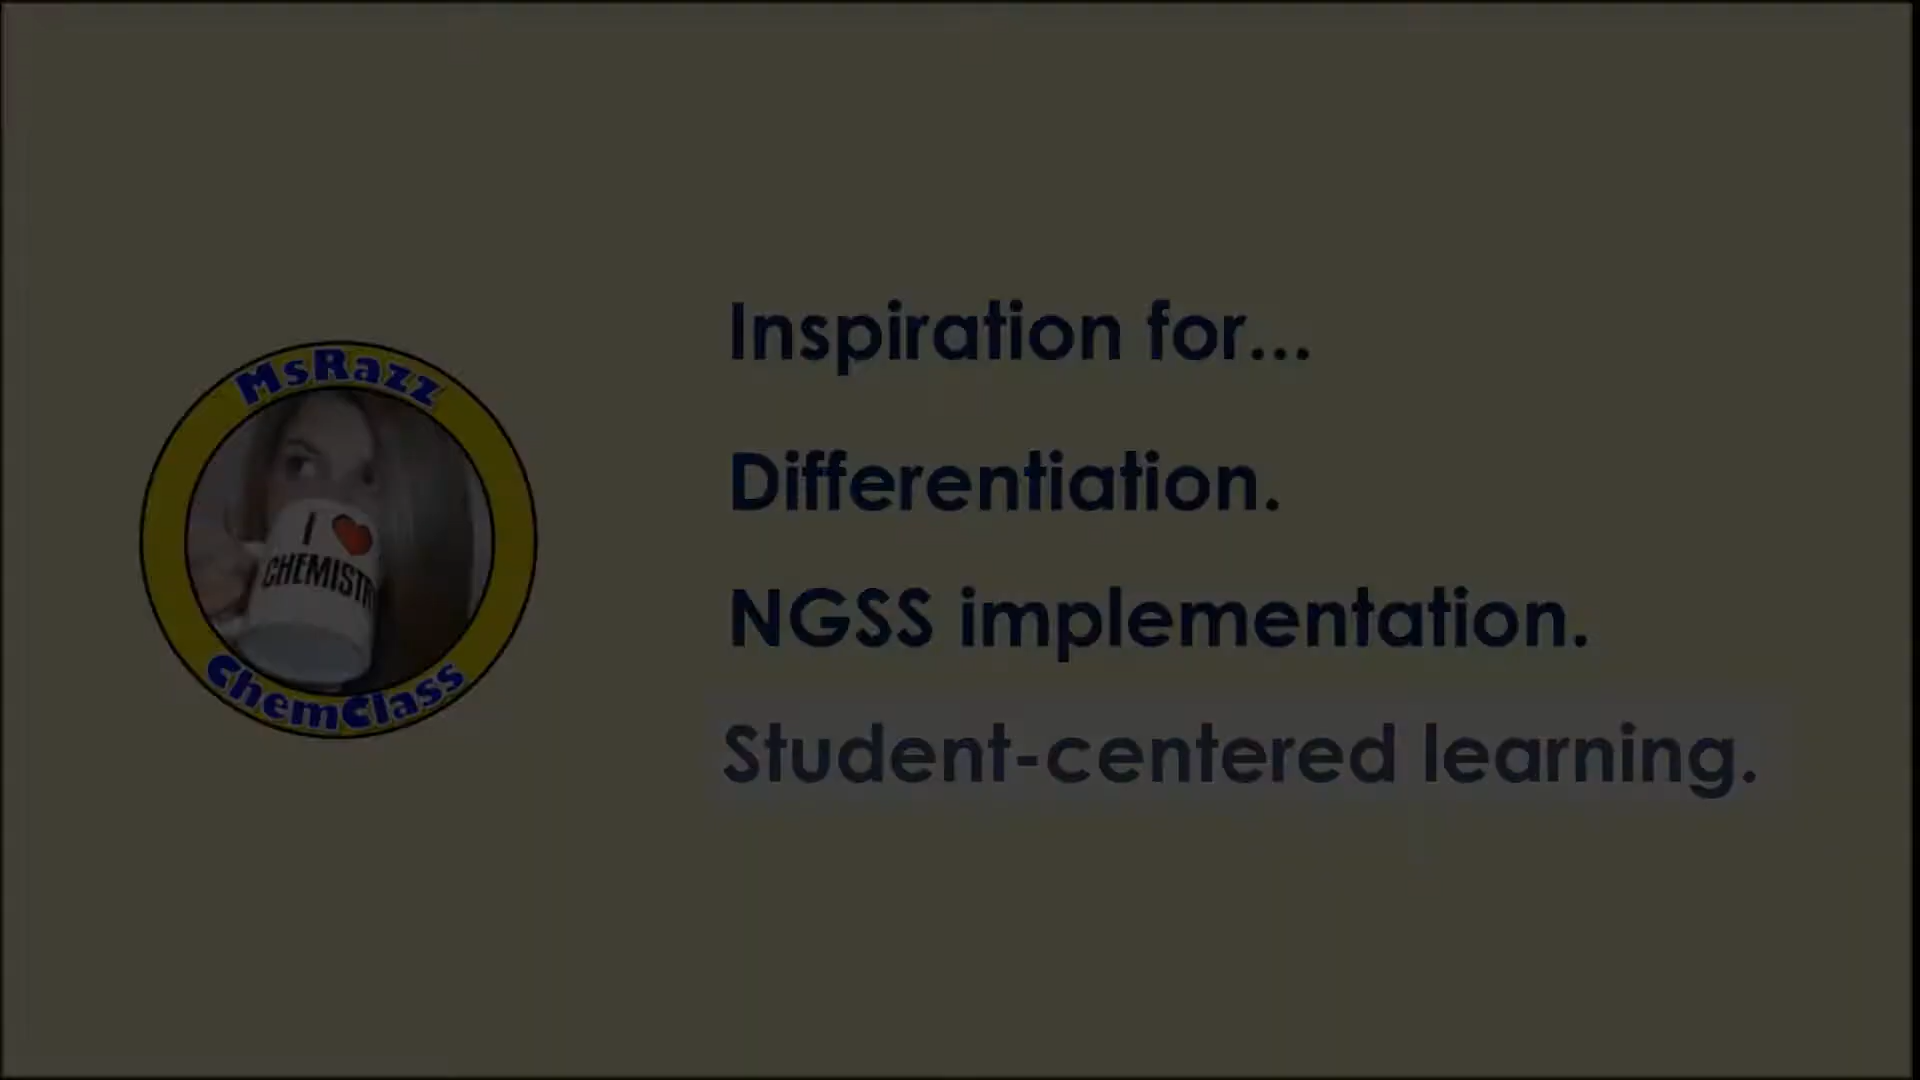 MsRazz
I
CHEMISTR
ChemClass
Inspiration for...
Differentiation.
NGSS implementation.
Student-centered learning.